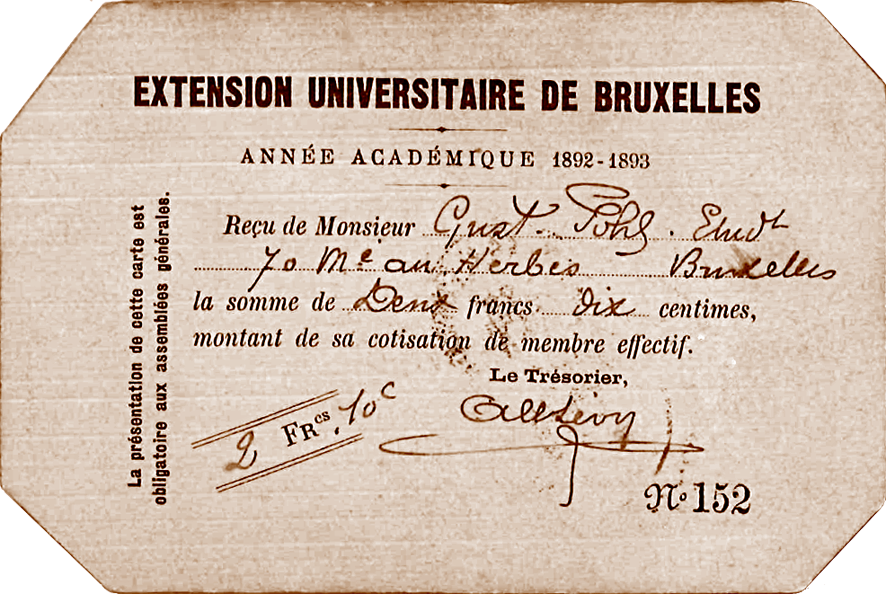 EXTENSION UNIVERSITAIRE DE BRUXELLES
ANNÉE ACADÉMIQUE 1892-1893
Reçu de Monsieur Gust. Pohl. Etudt
70 Mé au Herbes Bruxelles
la somme de Deux francs dix centimes,
montant de sa cotisation de membre effectif.
Le Trésorier,
2 FRcs. 10c
No 152
La présentation de cette carte est
obligatoire aux assemblées générales.